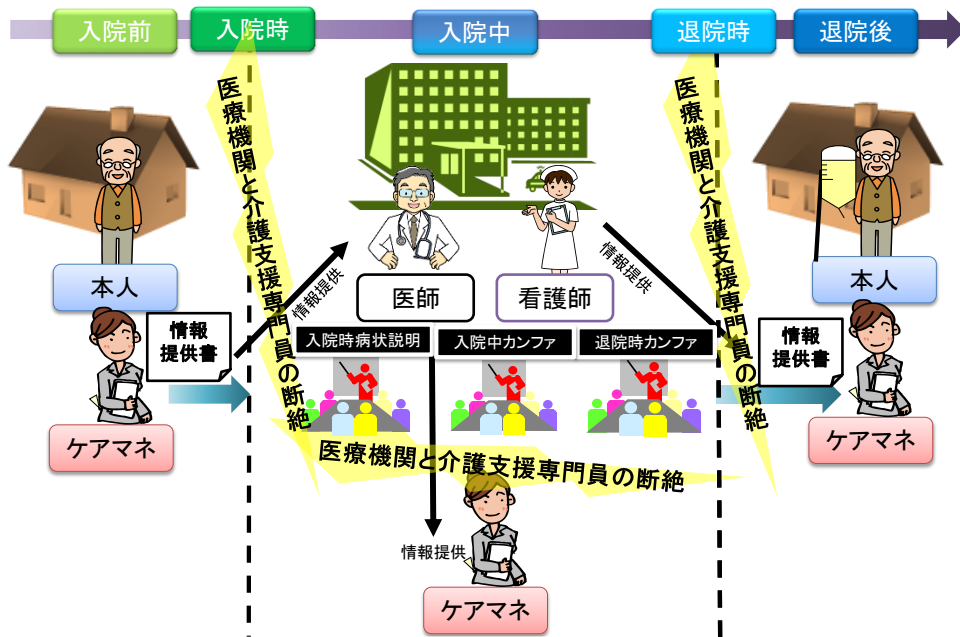 入院前
入院時
入院中
退院時
退院後
医療機関と介護支援専門員の断絶
医療機関と介護支援専門員の断絶
本人
情報提供
医師
看護師
情報提供
本人
情報
提供書
入院時病状説明
入院中カンファ
退院時カンファ
情報
提供書
ケアマネ
医療機関と介護支援専門員の断絶
ケアマネ
情報提供
ケアマネ